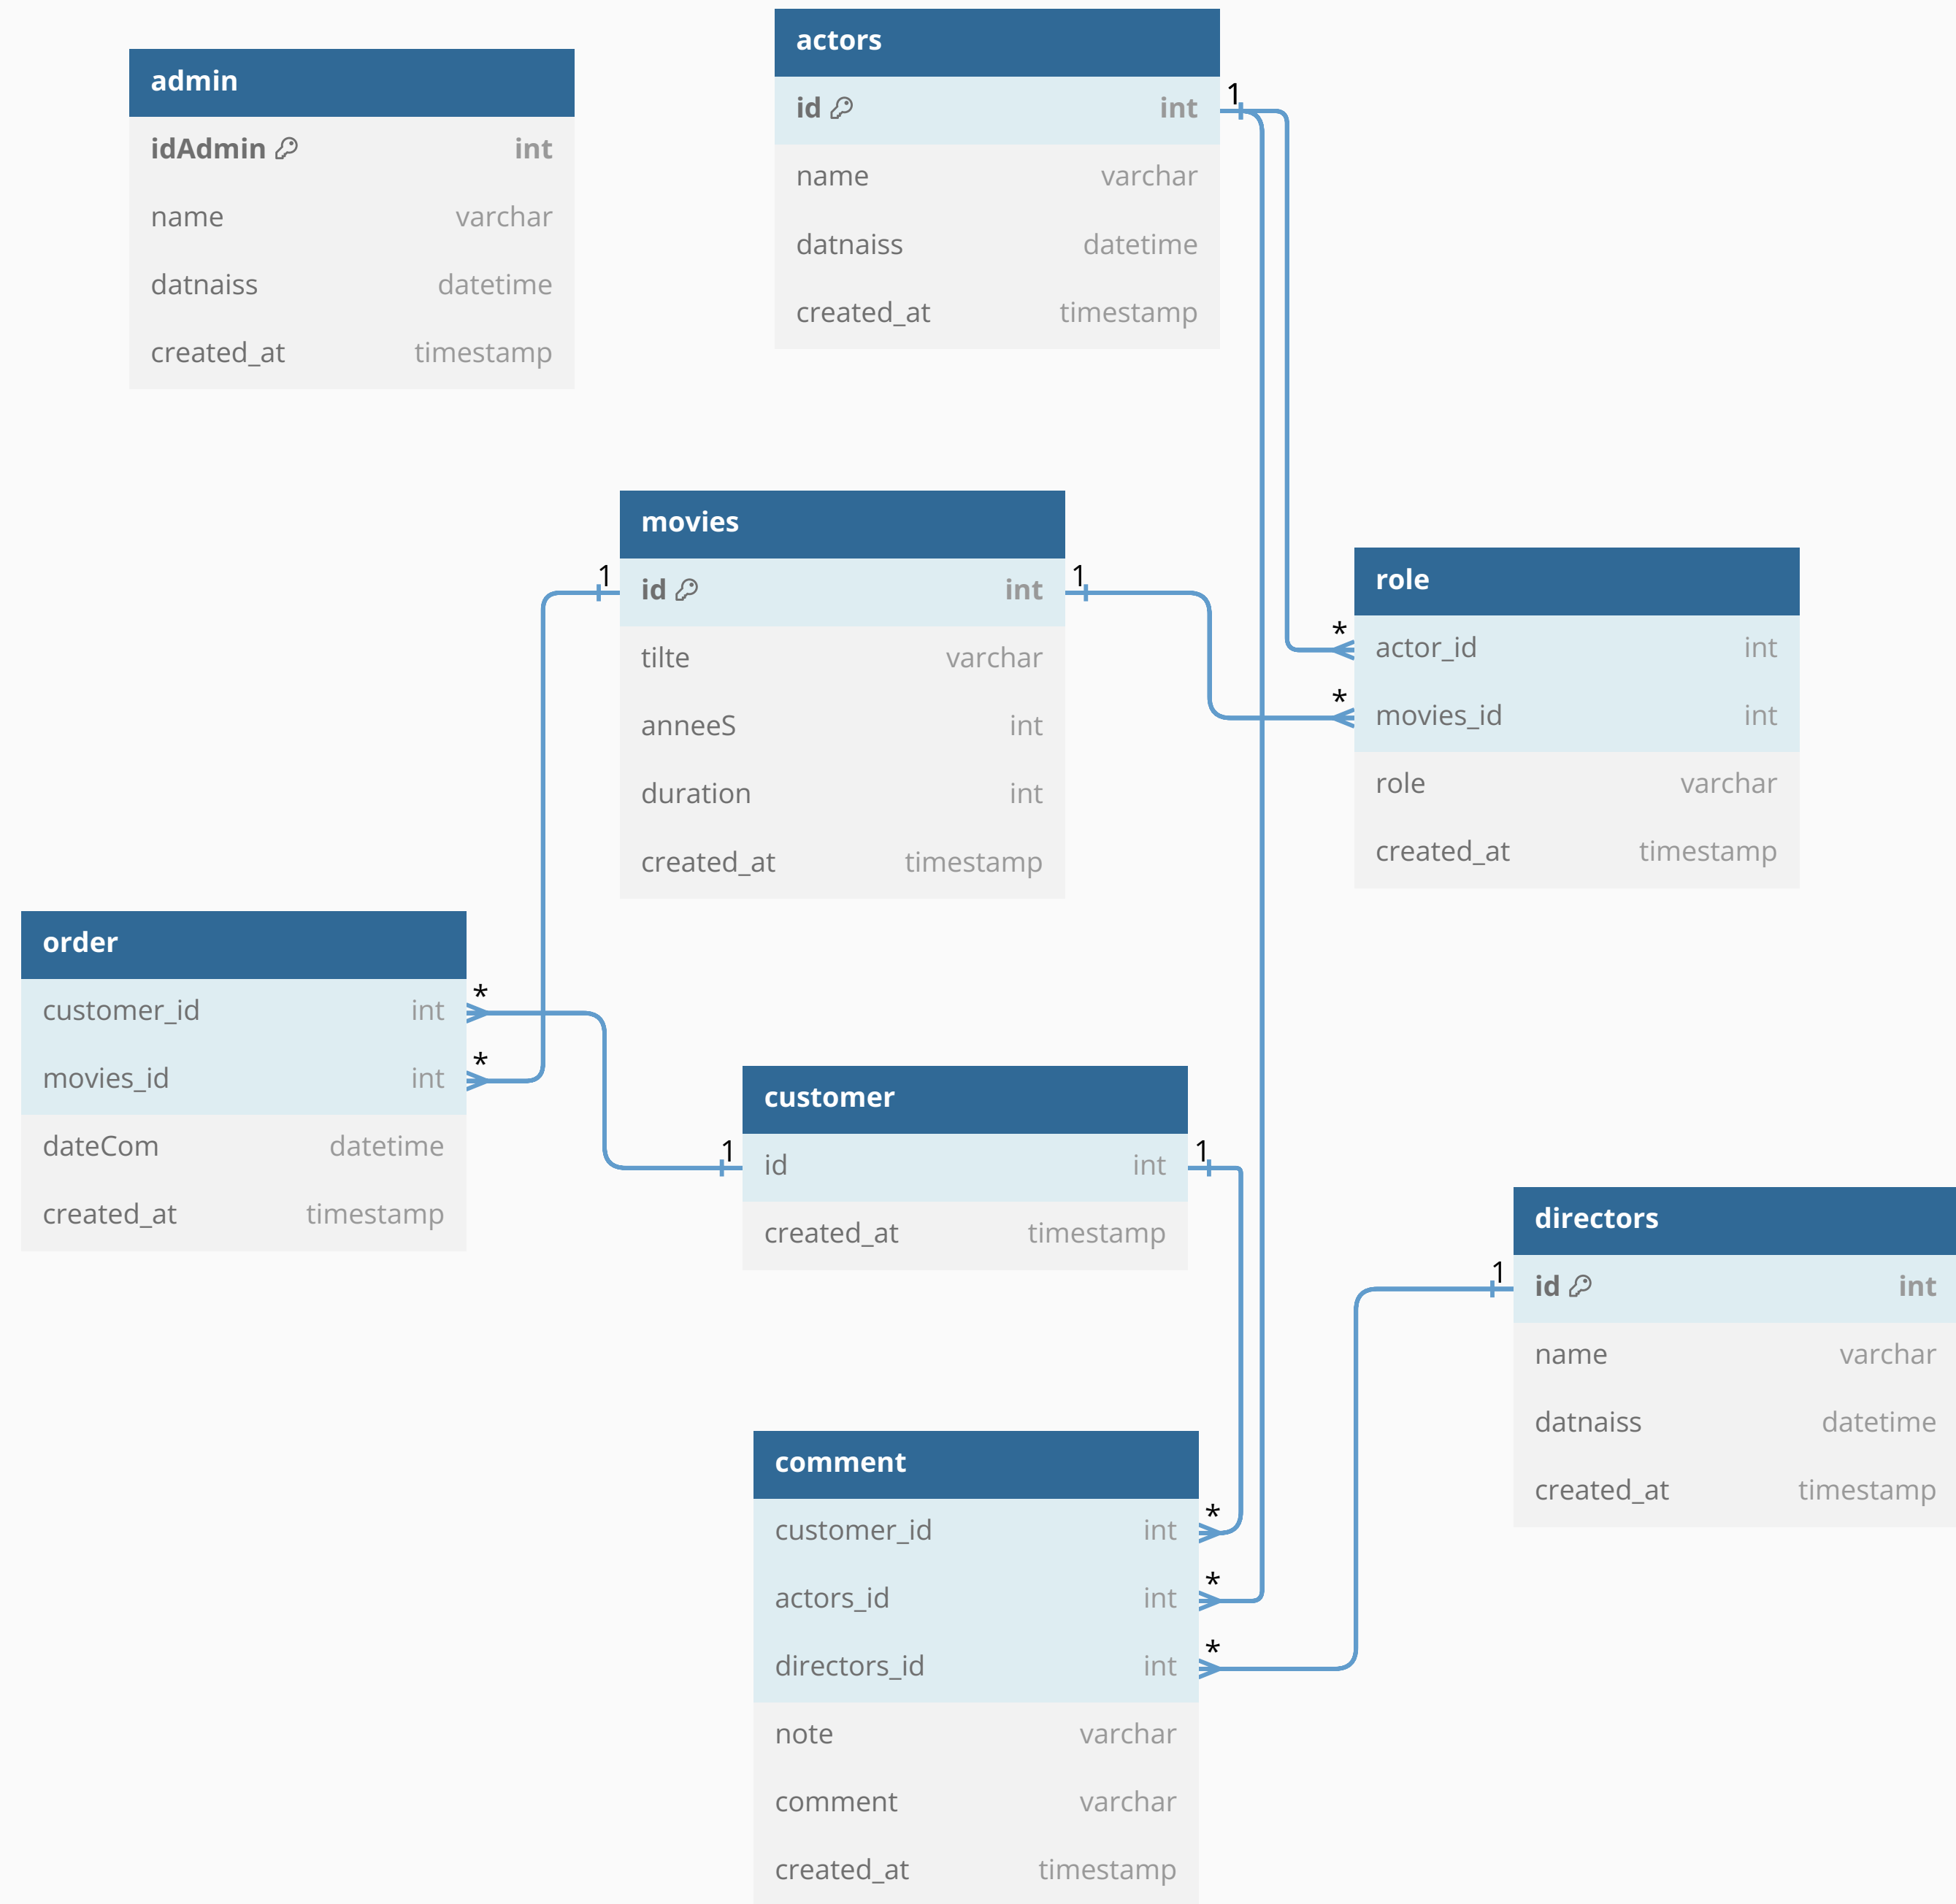 admin
idAdmin int
name varchar
datnaiss datetime
created_at timestamp
actors
id int
name varchar
datnaiss datetime
created_at timestamp
1
movies
id int
tilte varchar
anneeS int
duration int
created_at timestamp
1
1
role
actor_id int
movies_id int
role varchar
created_at timestamp
*
*
order
customer_id int
movies_id int
dateCom datetime
created_at timestamp
*
*
customer
id int
created_at timestamp
1
1
directors
id int
name varchar
datnaiss datetime
created_at timestamp
1
comment
customer_id int
actors_id int
directors_id int
note varchar
comment varchar
created_at timestamp
*
*
*